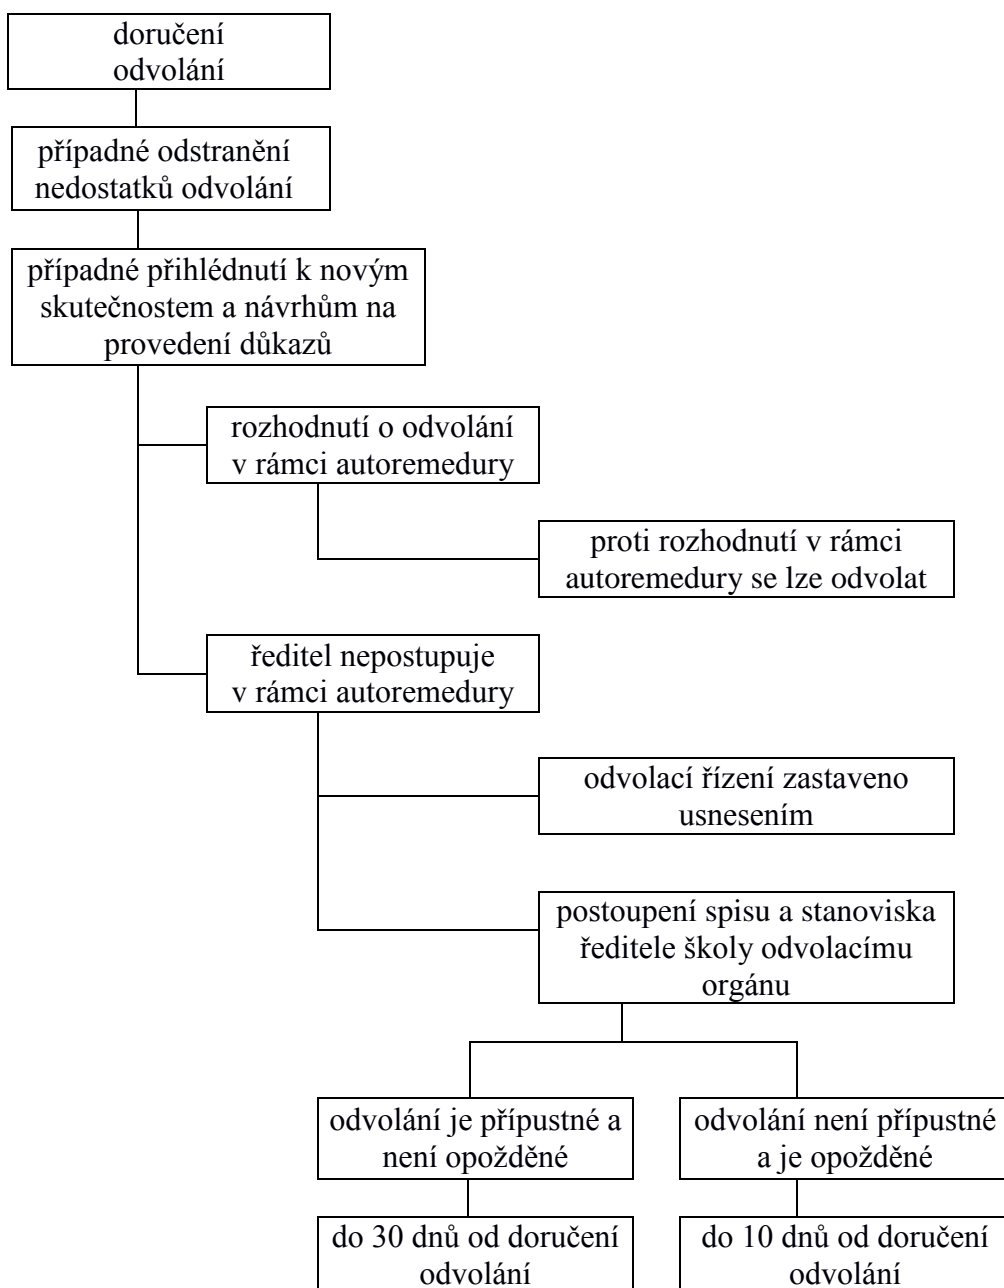 doručení
odvolání
případné odstranění
nedostatků odvolání
případné přihlédnutí k novým
skutečnostem a návrhům na
provedení důkazů
rozhodnutí o odvolání
v rámci autoremedury
proti rozhodnutí v rámci
autoremedury se lze odvolat
ředitel nepostupuje
v rámci autoremedury
odvolací řízení zastaveno
usnesením
postoupení spisu a stanoviska
ředitele školy odvolacímu
orgánu
odvolání je přípustné a
není opožděné
odvolání není přípustné
a je opožděné
do 30 dnů od doručení
odvolání
do 10 dnů od doručení
odvolání